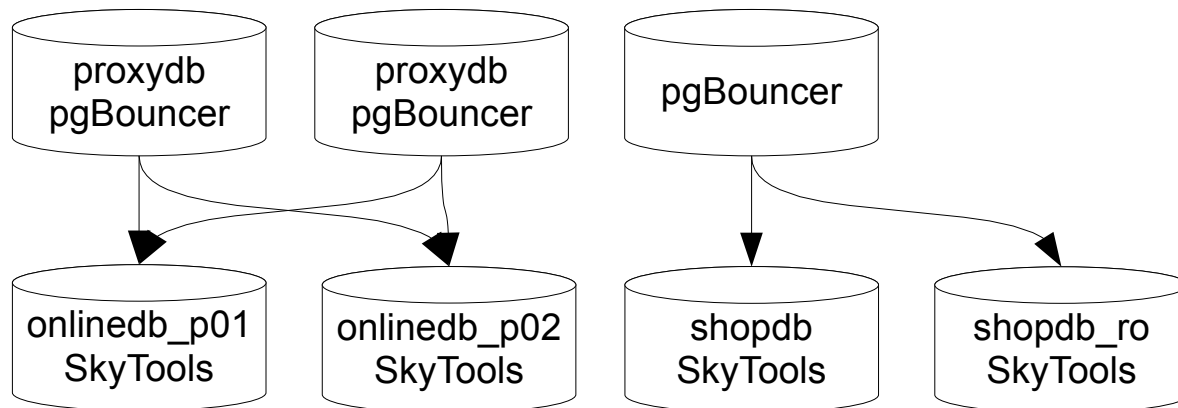 proxydb
pgBouncer
proxydb
pgBouncer
pgBouncer
onlinedb_p01
SkyTools
onlinedb_p02
SkyTools
shopdb
SkyTools
shopdb_ro
SkyTools